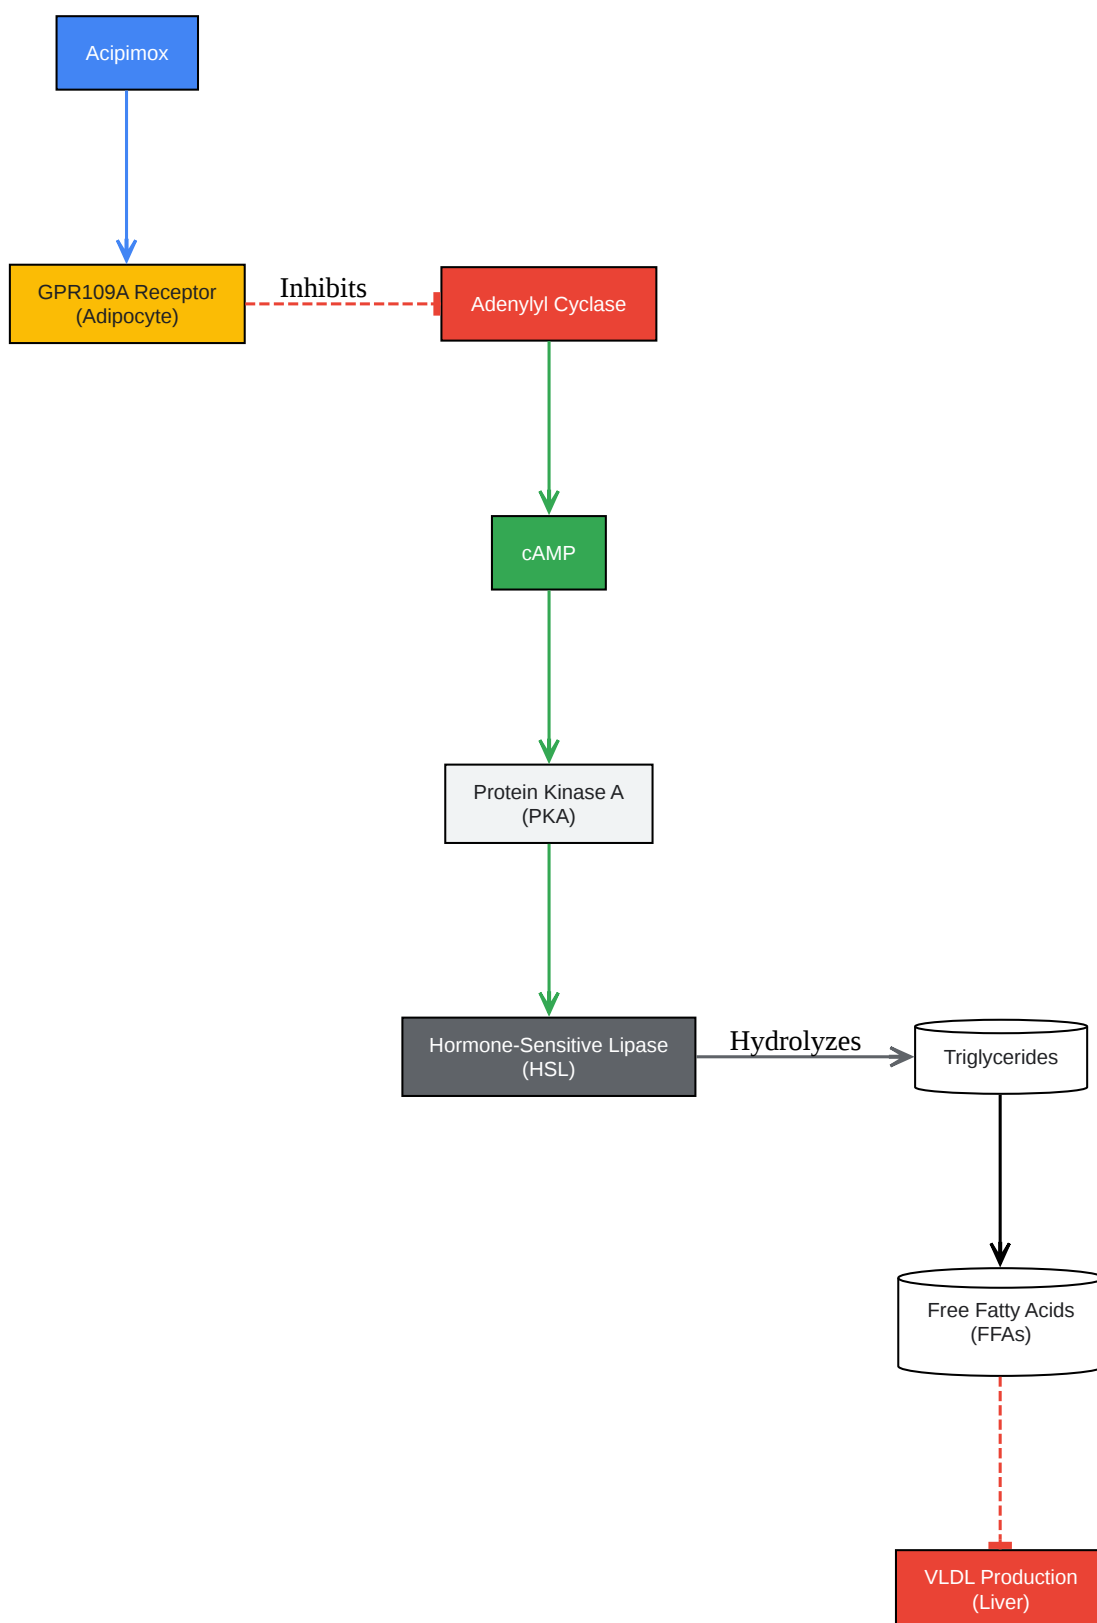 Acipimox
GPR109A Receptor
(Adipocyte)
Inhibits
Adenylyl Cyclase
cAMP
Protein Kinase A
(PKA)
Hormone-Sensitive Lipase
(HSL)
Hydrolyzes
Triglycerides
Free Fatty Acids
(FFAs)
VLDL Production
(Liver)